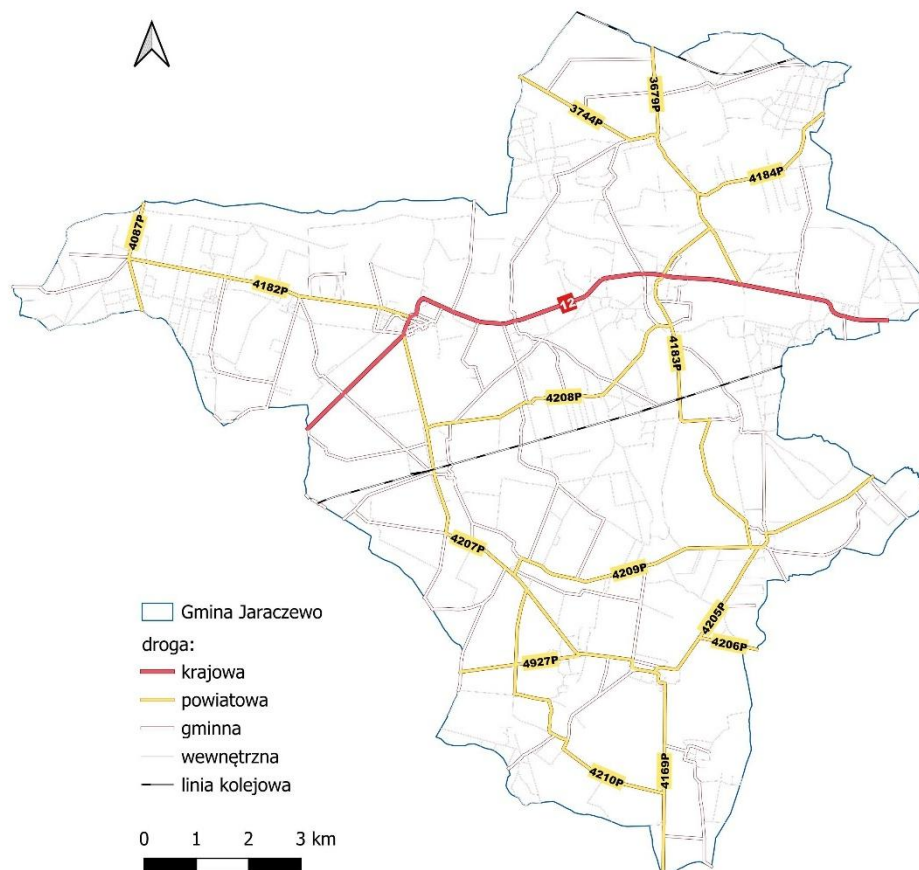 3679P
3744P
4184P
4087P
4182P
12
4183P
4208P
4207P
4209P
4205P
4206P
4927P
4169P
4210P
Gmina Jaraczewo
droga:
krajowa
powiatowa
gminna
wewnętrzna
linia kolejowa
0 1 2 3 km